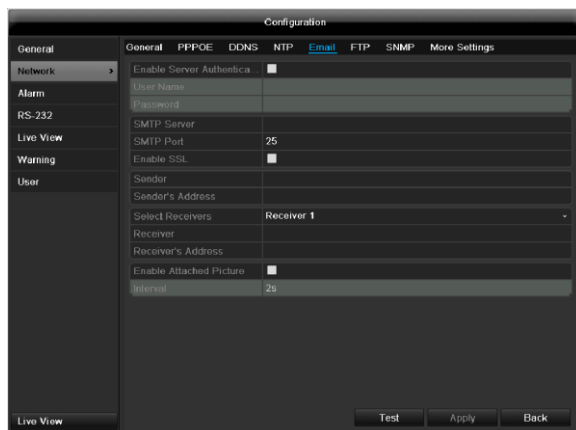 Configuration
General
Network >
Alarm
RS-232
Live View
Warning
User
Live View
General PPPOE DDNS NTP Email FTP SNMP More Settings
Enable Server Authentica...
User Name
Password
SMTP Server
SMTP Port 25
Enable SSL
Sender
Sender's Address
Select Receivers Receiver 1
Receiver
Receiver's Address
Enable Attached Picture
Interval 2s
Test Apply Back